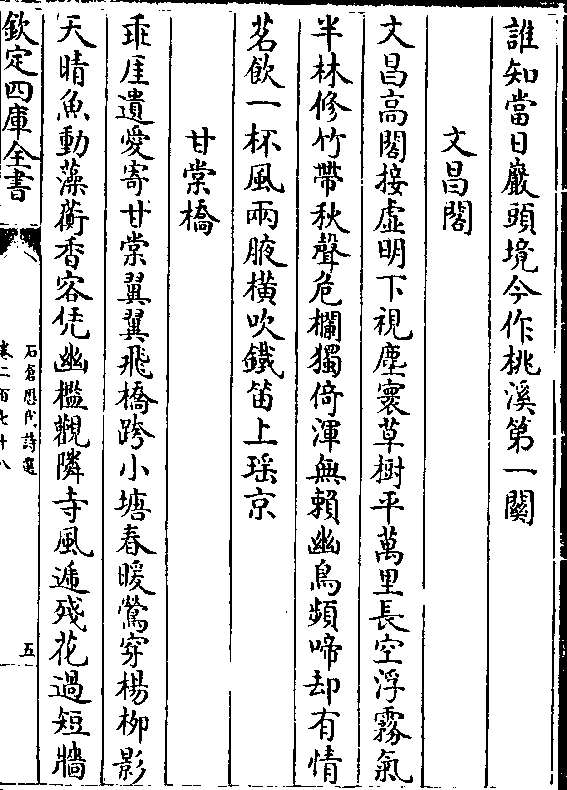 誰知當日巖頭境今作桃溪第一關
文昌閣
文昌高閣接虛明下視塵寰草樹平萬里長空浮霧氣
半林修竹帶秋聲危欄獨倚渾無賴幽鳥頻啼却有情
茗飲一杯風兩腋橫吹鐵笛上瑶京
甘棠橋
乖厓遺愛寄甘棠翼翼飛橋跨小塘春暖鶯穿楊柳影
天晴魚動藻蘅香客凭幽檻觀隣寺風遞殘花過短牆
欽定四庫全書
石倉歷代詩選
卷二百七十八
五